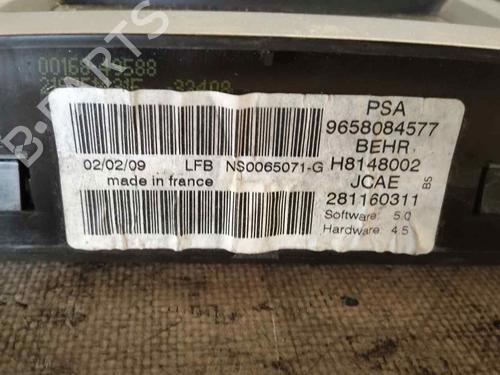 PSA
9658084577
BEHR
H8148002
JCAE
281160311
BS
Software: 5.0
Hardware: 4.5
02/02/09 LFB NS0065071-G
made in france